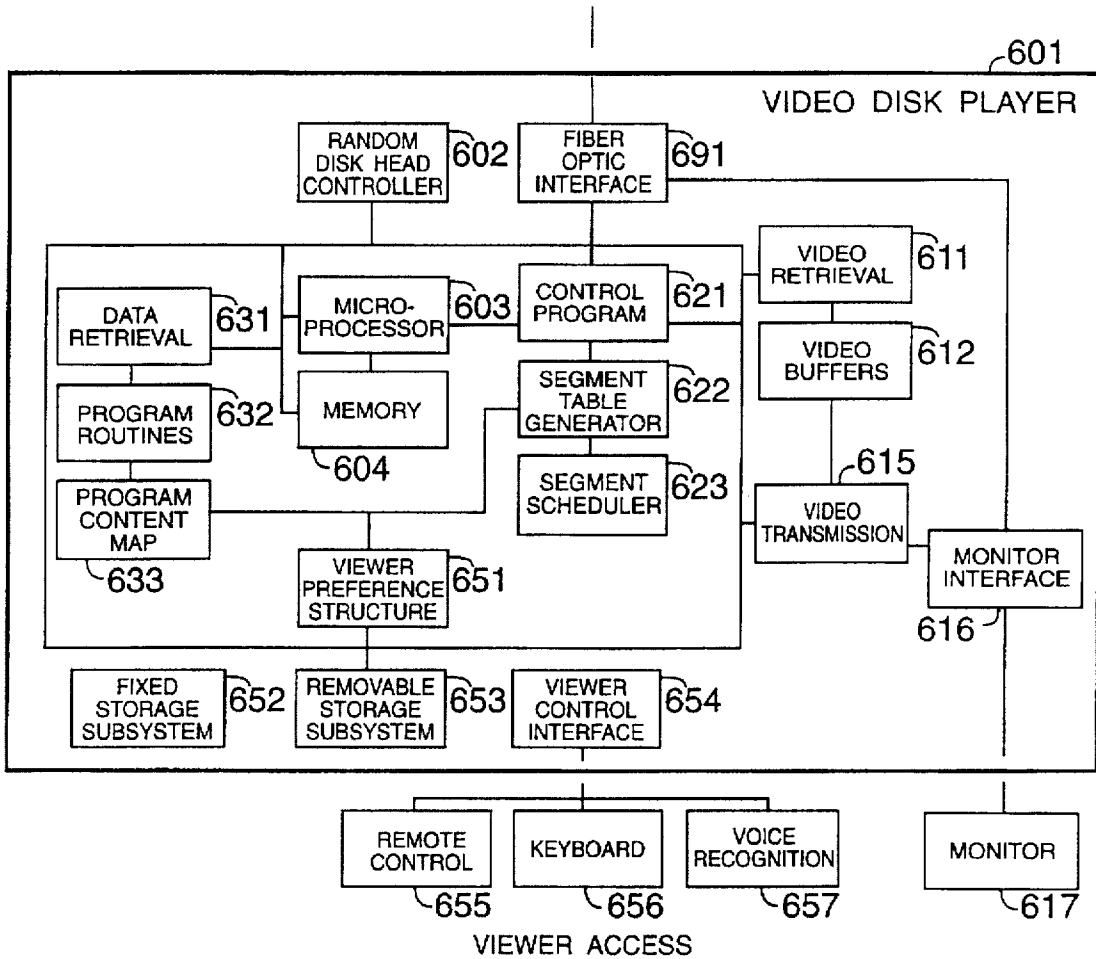 601
VIDEO DISK PLAYER
RANDOM
DISK HEAD
CONTROLLER
602
FIBER
OPTIC
INTERFACE
691
DATA
RETRIEVAL
631
MICRO-
PROCESSOR
603
CONTROL
PROGRAM
621
VIDEO
RETRIEVAL
611
PROGRAM
ROUTINES
632
MEMORY
604
SEGMENT
TABLE
GENERATOR
622
VIDEO
BUFFERS
612
PROGRAM
CONTENT
MAP
633
SEGMENT
SCHEDULER
623
615
VIDEO
TRANSMISSION
VIEWER
PREFERENCE
STRUCTURE
651
MONITOR
INTERFACE
616
FIXED
STORAGE
SUBSYSTEM
652
REMOVABLE
STORAGE
SUBSYSTEM
653
VIEWER
CONTROL
INTERFACE
654
REMOTE
CONTROL
655
KEYBOARD
656
VOICE
RECOGNITION
657
MONITOR
617
VIEWER ACCESS